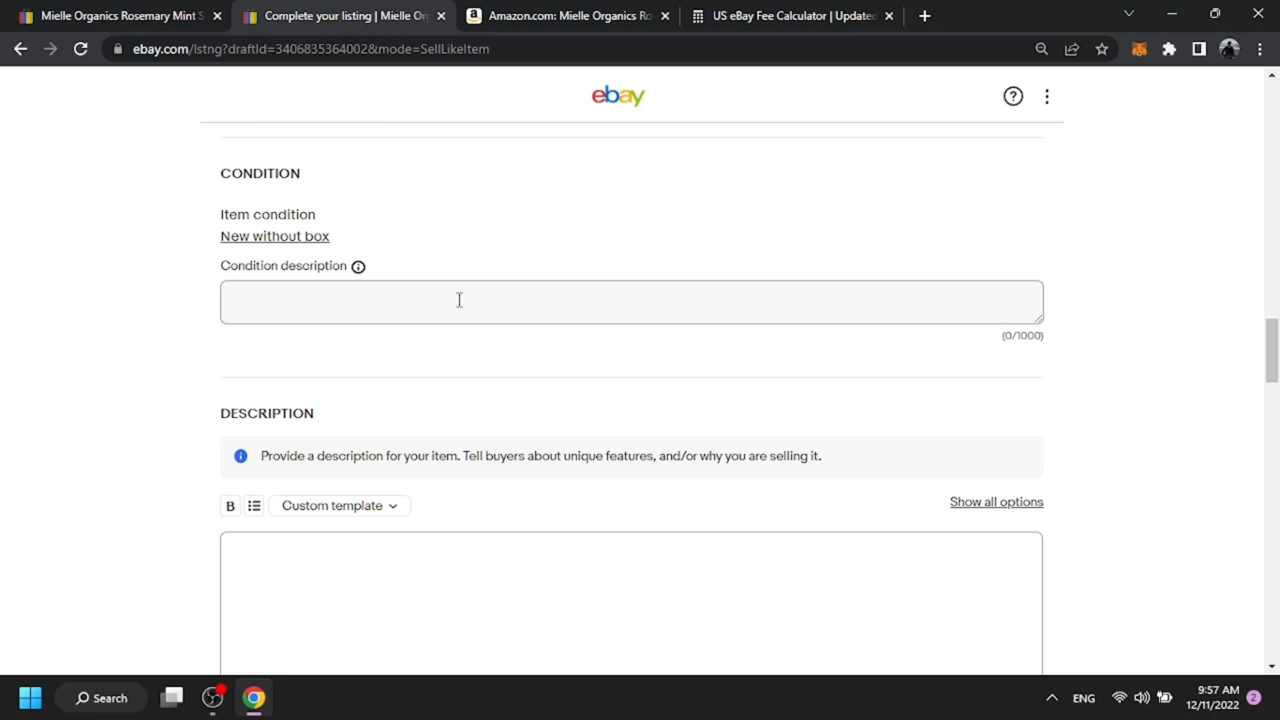 Mielle Organics Rosemary Mint S
Complete your listing | Mielle Or
Amazon.com: Mielle Organics Ro
US eBay Fee Calculator | Updated
ebay.com/lstng?draftId=3406835364002&mode=SellLikeItem
ebay
CONDITION
Item condition
New without box
Condition description
(0/1000)
DESCRIPTION
Provide a description for your item. Tell buyers about unique features, and/or why you are selling it.
B
Custom template
Show all options
Search
ENG
9:57 AM
12/11/2022
2